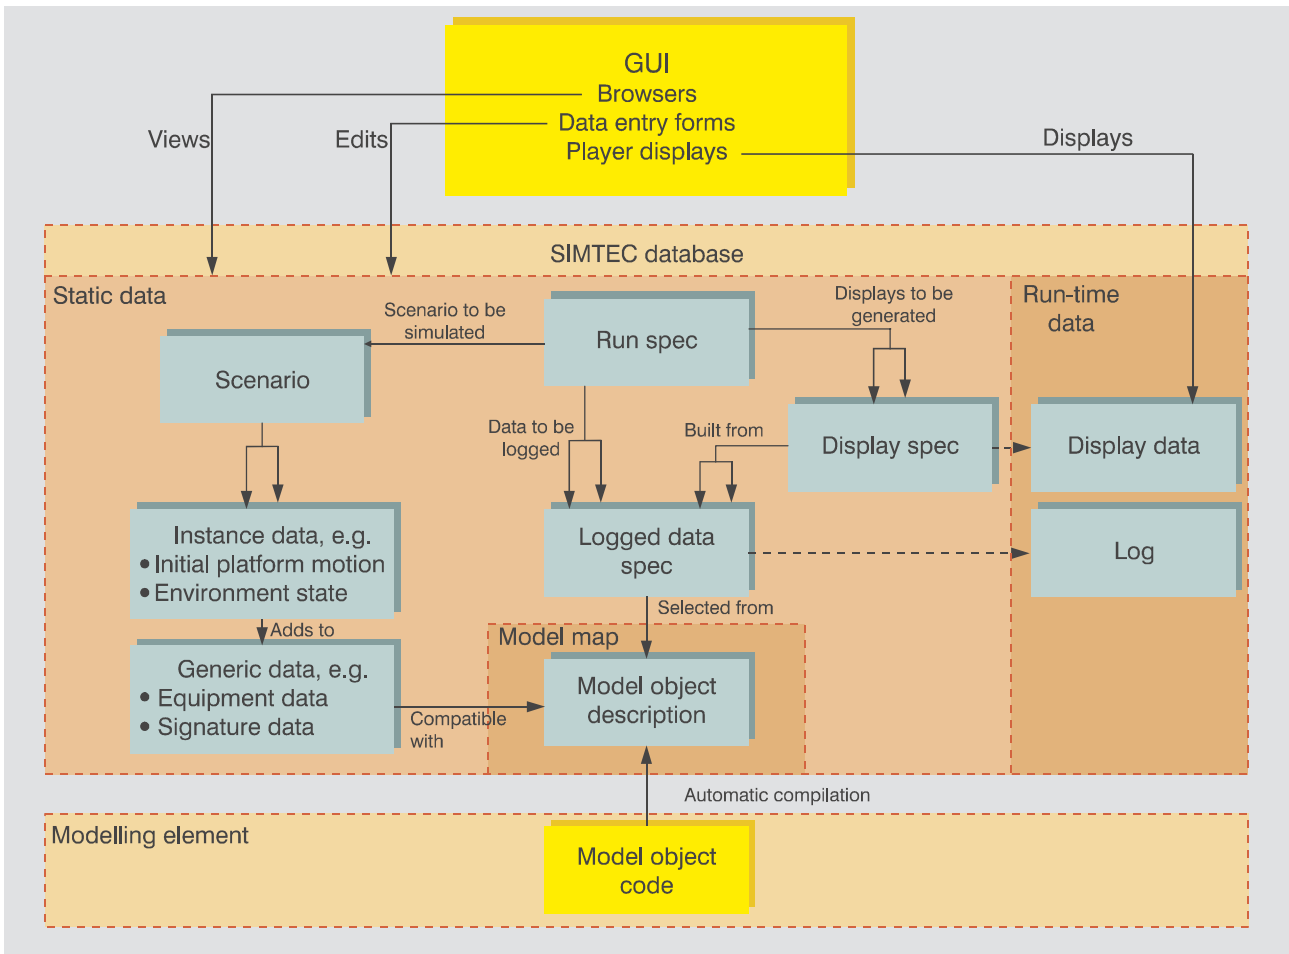 GUI
Browsers
Data entry forms
Player displays
Views
Edits
Displays
SIMTEC database
Static data
Run-time
data
Scenario to be
simulated
Run spec
Displays to be
generated
Scenario
Data to be
logged
Built from
Display spec
Display data
Instance data, e.g.
• Initial platform motion
• Environment state
Logged data
spec
Log
Adds to
Selected from
Model map
Generic data, e.g.
• Equipment data
• Signature data
Compatible
with
Model object
description
Automatic compilation
Modelling element
Model object
code